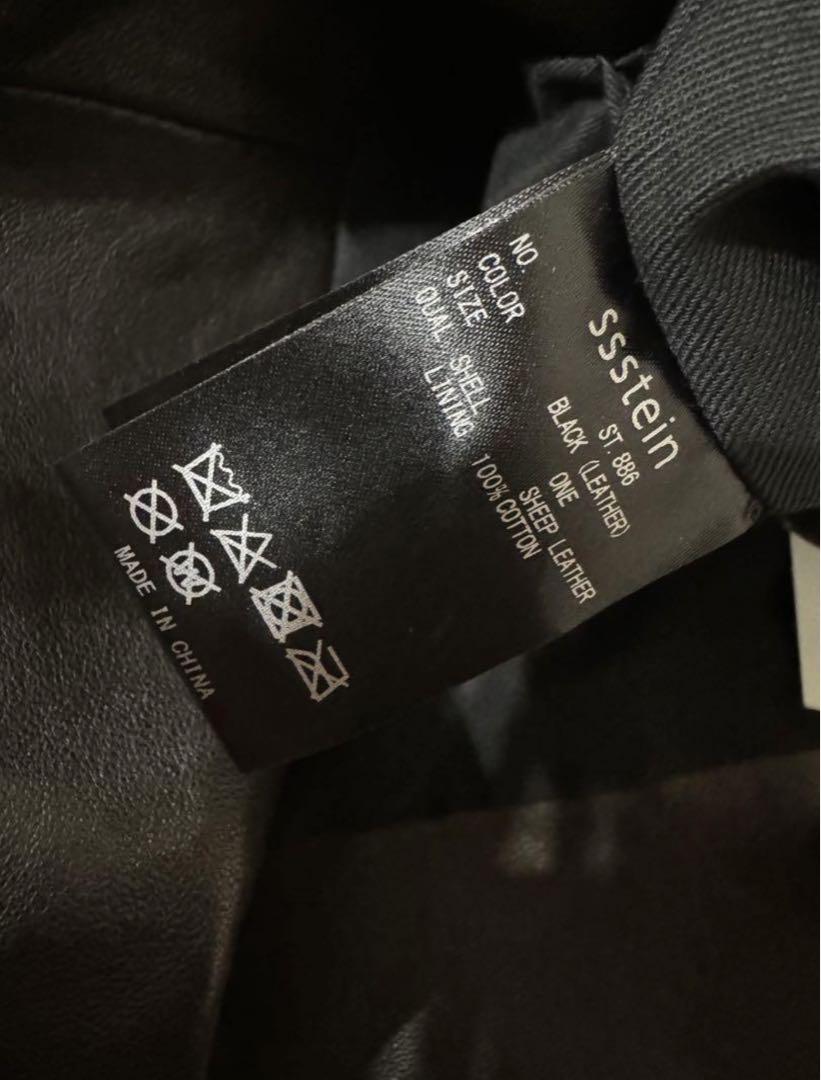 ssstein
NO. ST. 886
COLOR BLACK (LEATHER)
SIZE ONE
QUAL SHELL SHEEP LEATHER
LINING 100% COTTON
MADE IN CHINA